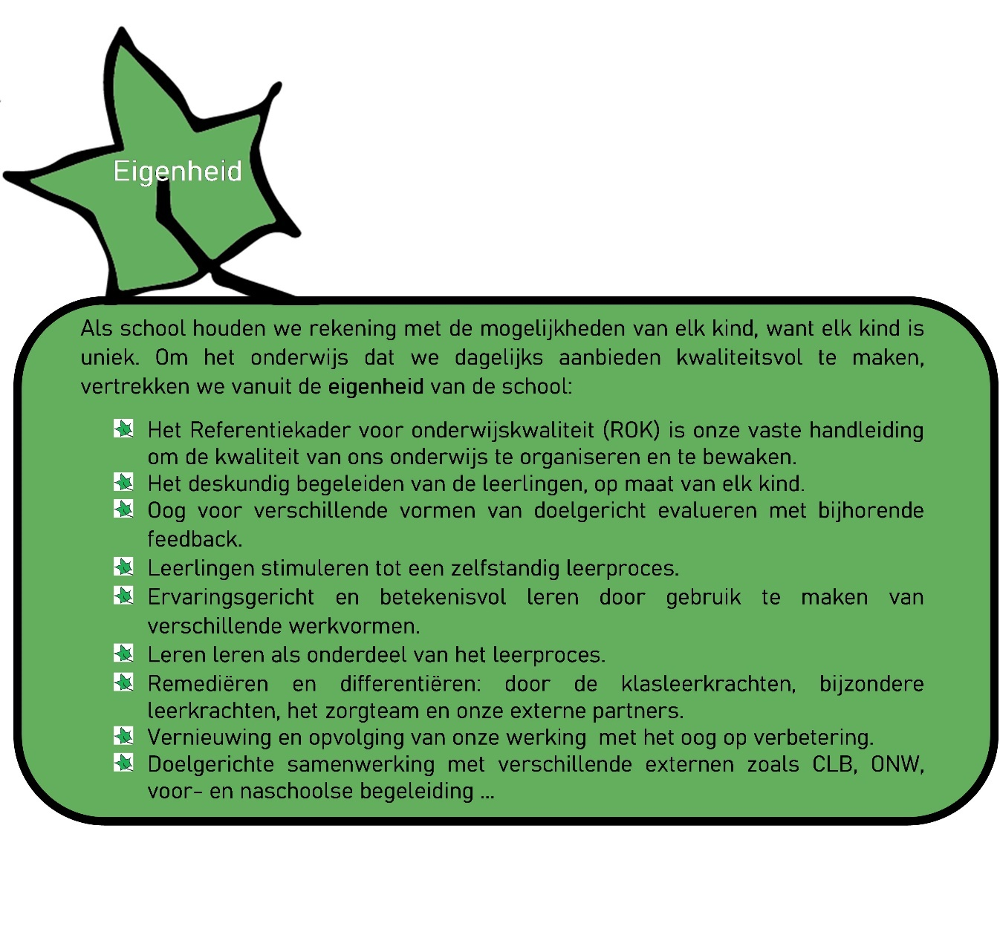 Eigenheid
Als school houden we rekening met de mogelijkheden van elk kind, want elk kind is
uniek. Om het onderwijs dat we dagelijks aanbieden kwaliteitsvol te maken,
vertrekken we vanuit de eigenheid van de school:
Het Referentiekader voor onderwijskwaliteit (ROK) is onze vaste handleiding
om de kwaliteit van ons onderwijs te organiseren en te bewaken.
Het deskundig begeleiden van de leerlingen, op maat van elk kind.
Oog voor verschillende vormen van doelgericht evalueren met bijhorende
feedback.
Leerlingen stimuleren tot een zelfstandig leerproces.
Ervaringsgericht en betekenisvol leren door gebruik te maken van
verschillende werkvormen.
Leren leren als onderdeel van het leerproces.
Remediëren en differentiëren: door de klasleerkrachten, bijzondere
leerkrachten, het zorgteam en onze externe partners.
Vernieuwing en opvolging van onze werking  met het oog op verbetering.
Doelgerichte samenwerking met verschillende externen zoals CLB, ONW,
voor- en naschoolse begeleiding ...